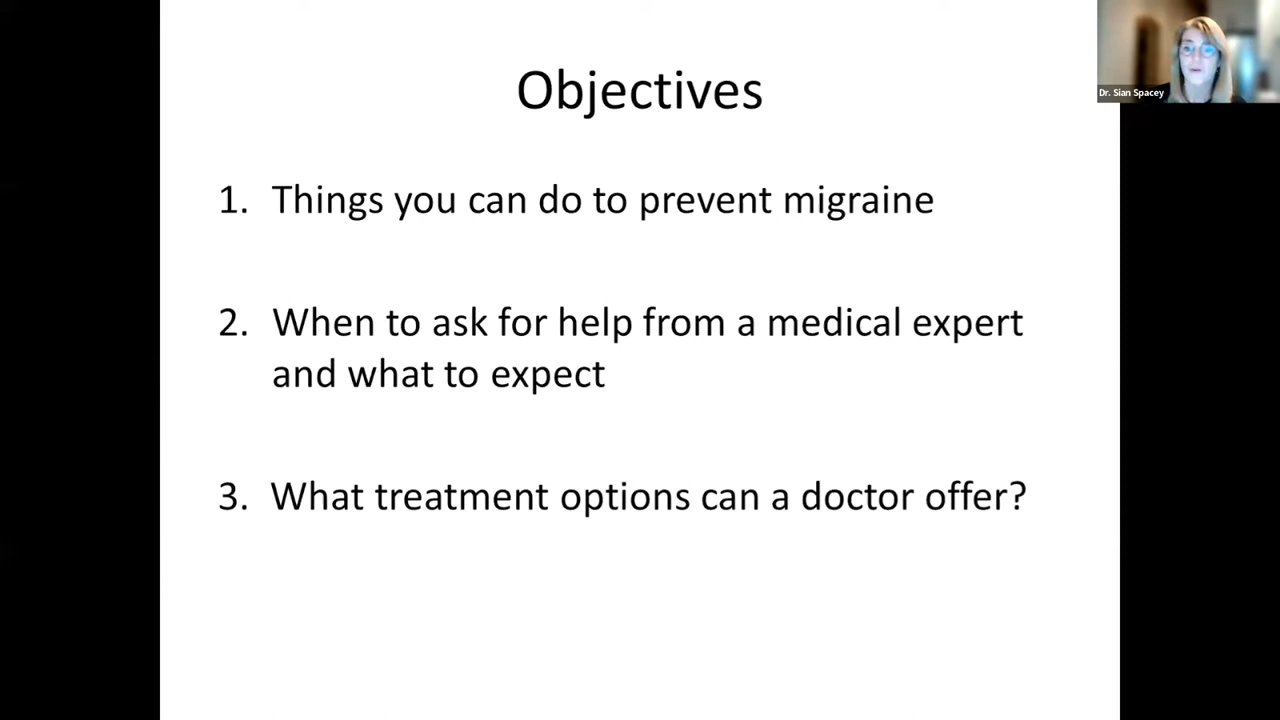 Objectives
Dr. Sian Spacey
1. Things you can do to prevent migraine
2. When to ask for help from a medical expert
and what to expect
3. What treatment options can a doctor offer?